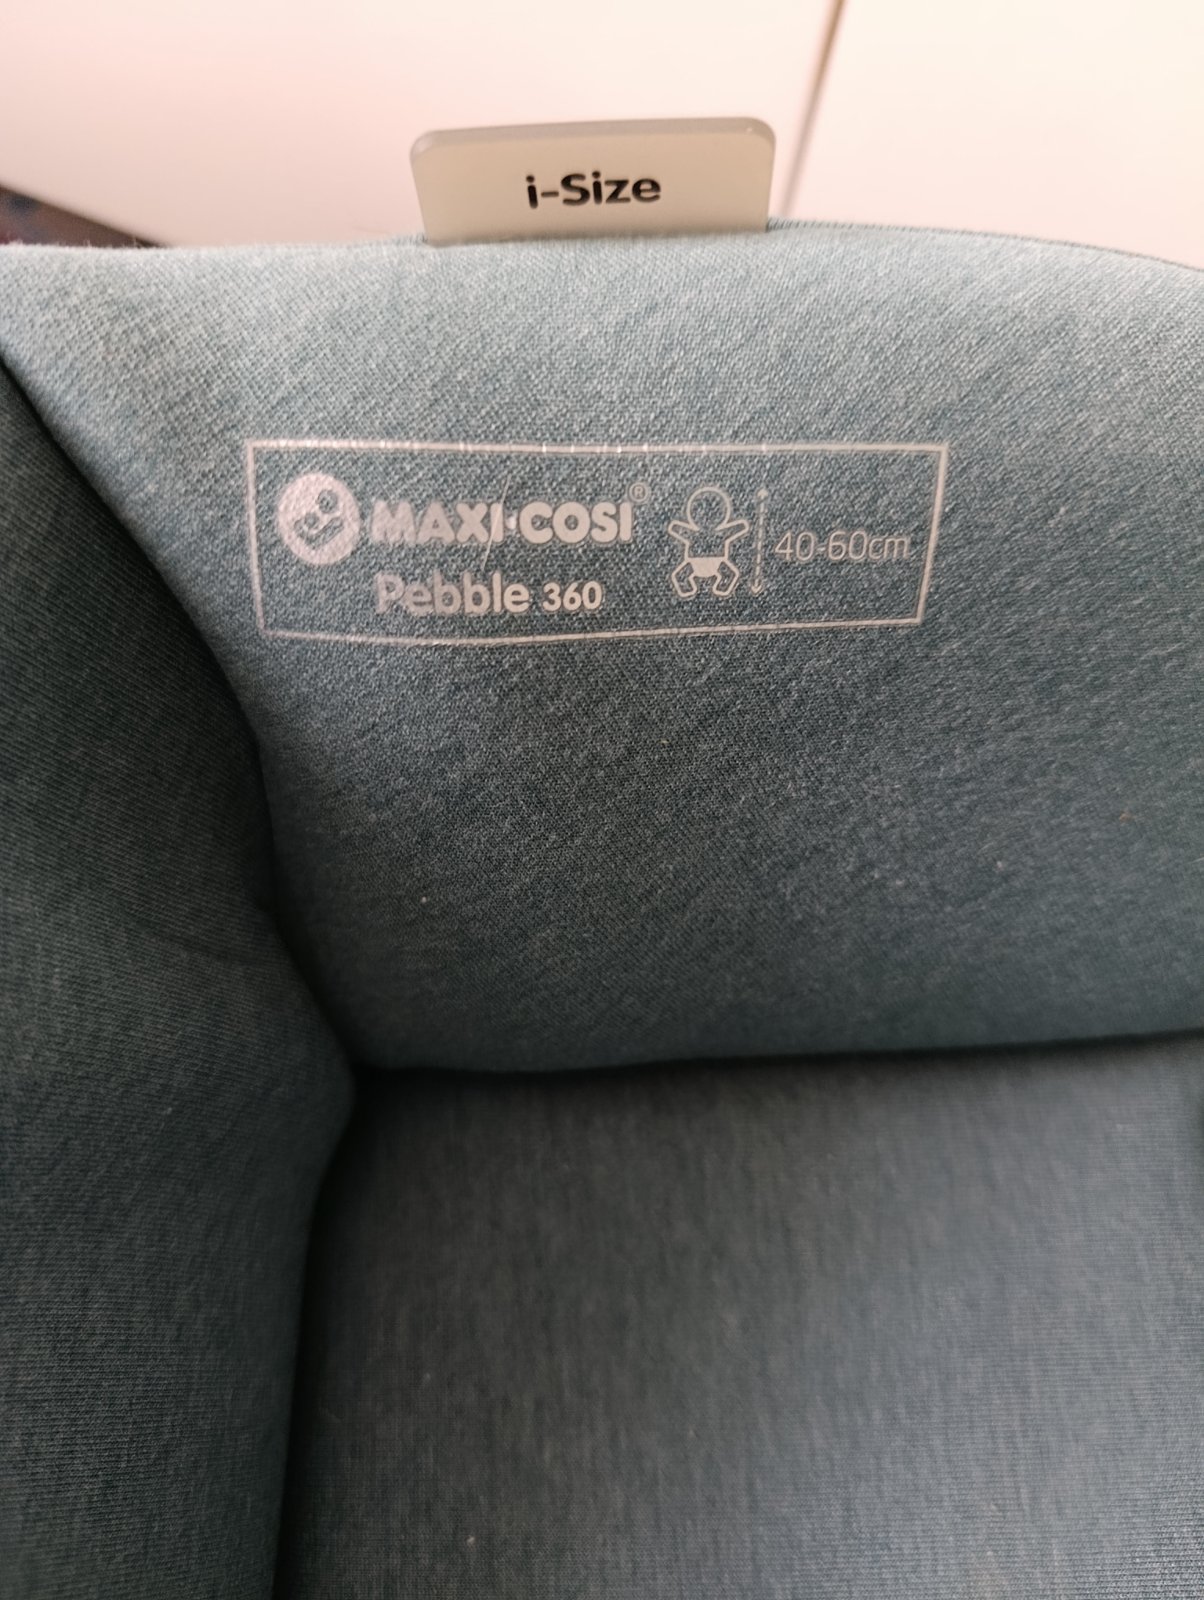 i-Size
MAXI·COSI®
Pebble 360
40-60cm